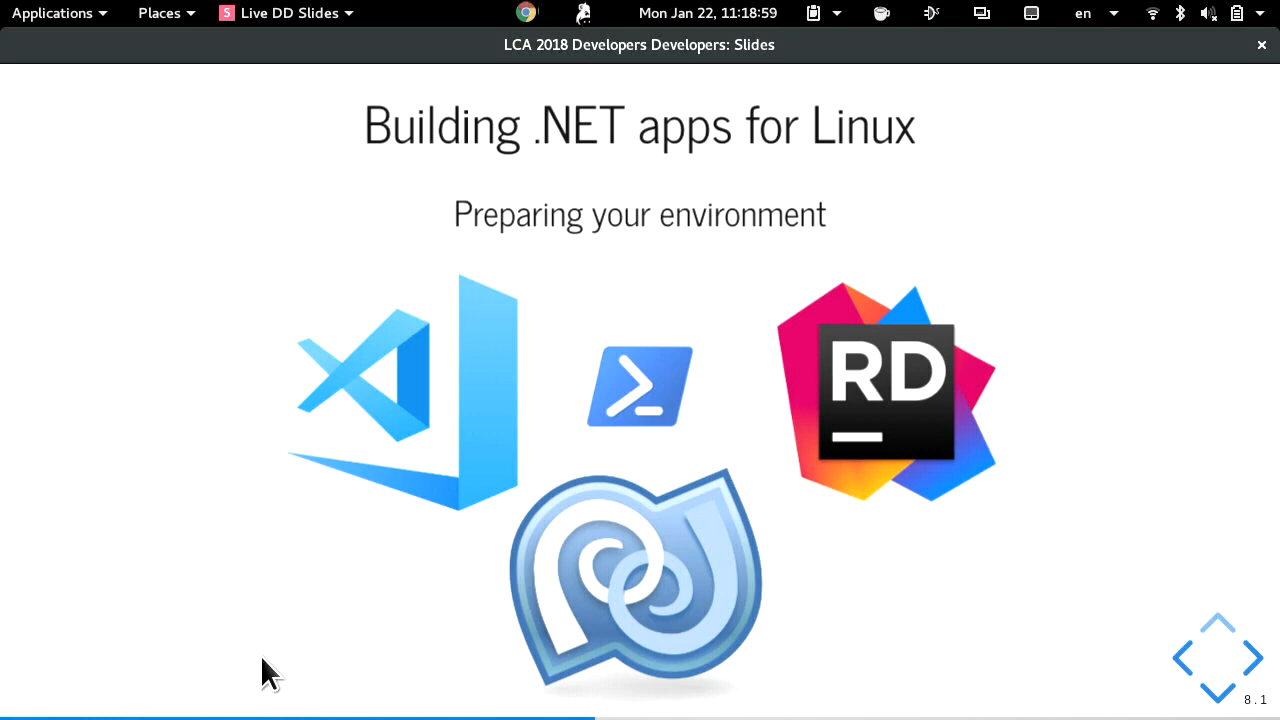 Applications Places S Live DD Slides Mon Jan 22, 11:18:59 en
LCA 2018 Developers Developers: Slides ×
Building .NET apps for Linux
Preparing your environment
RD
8.1